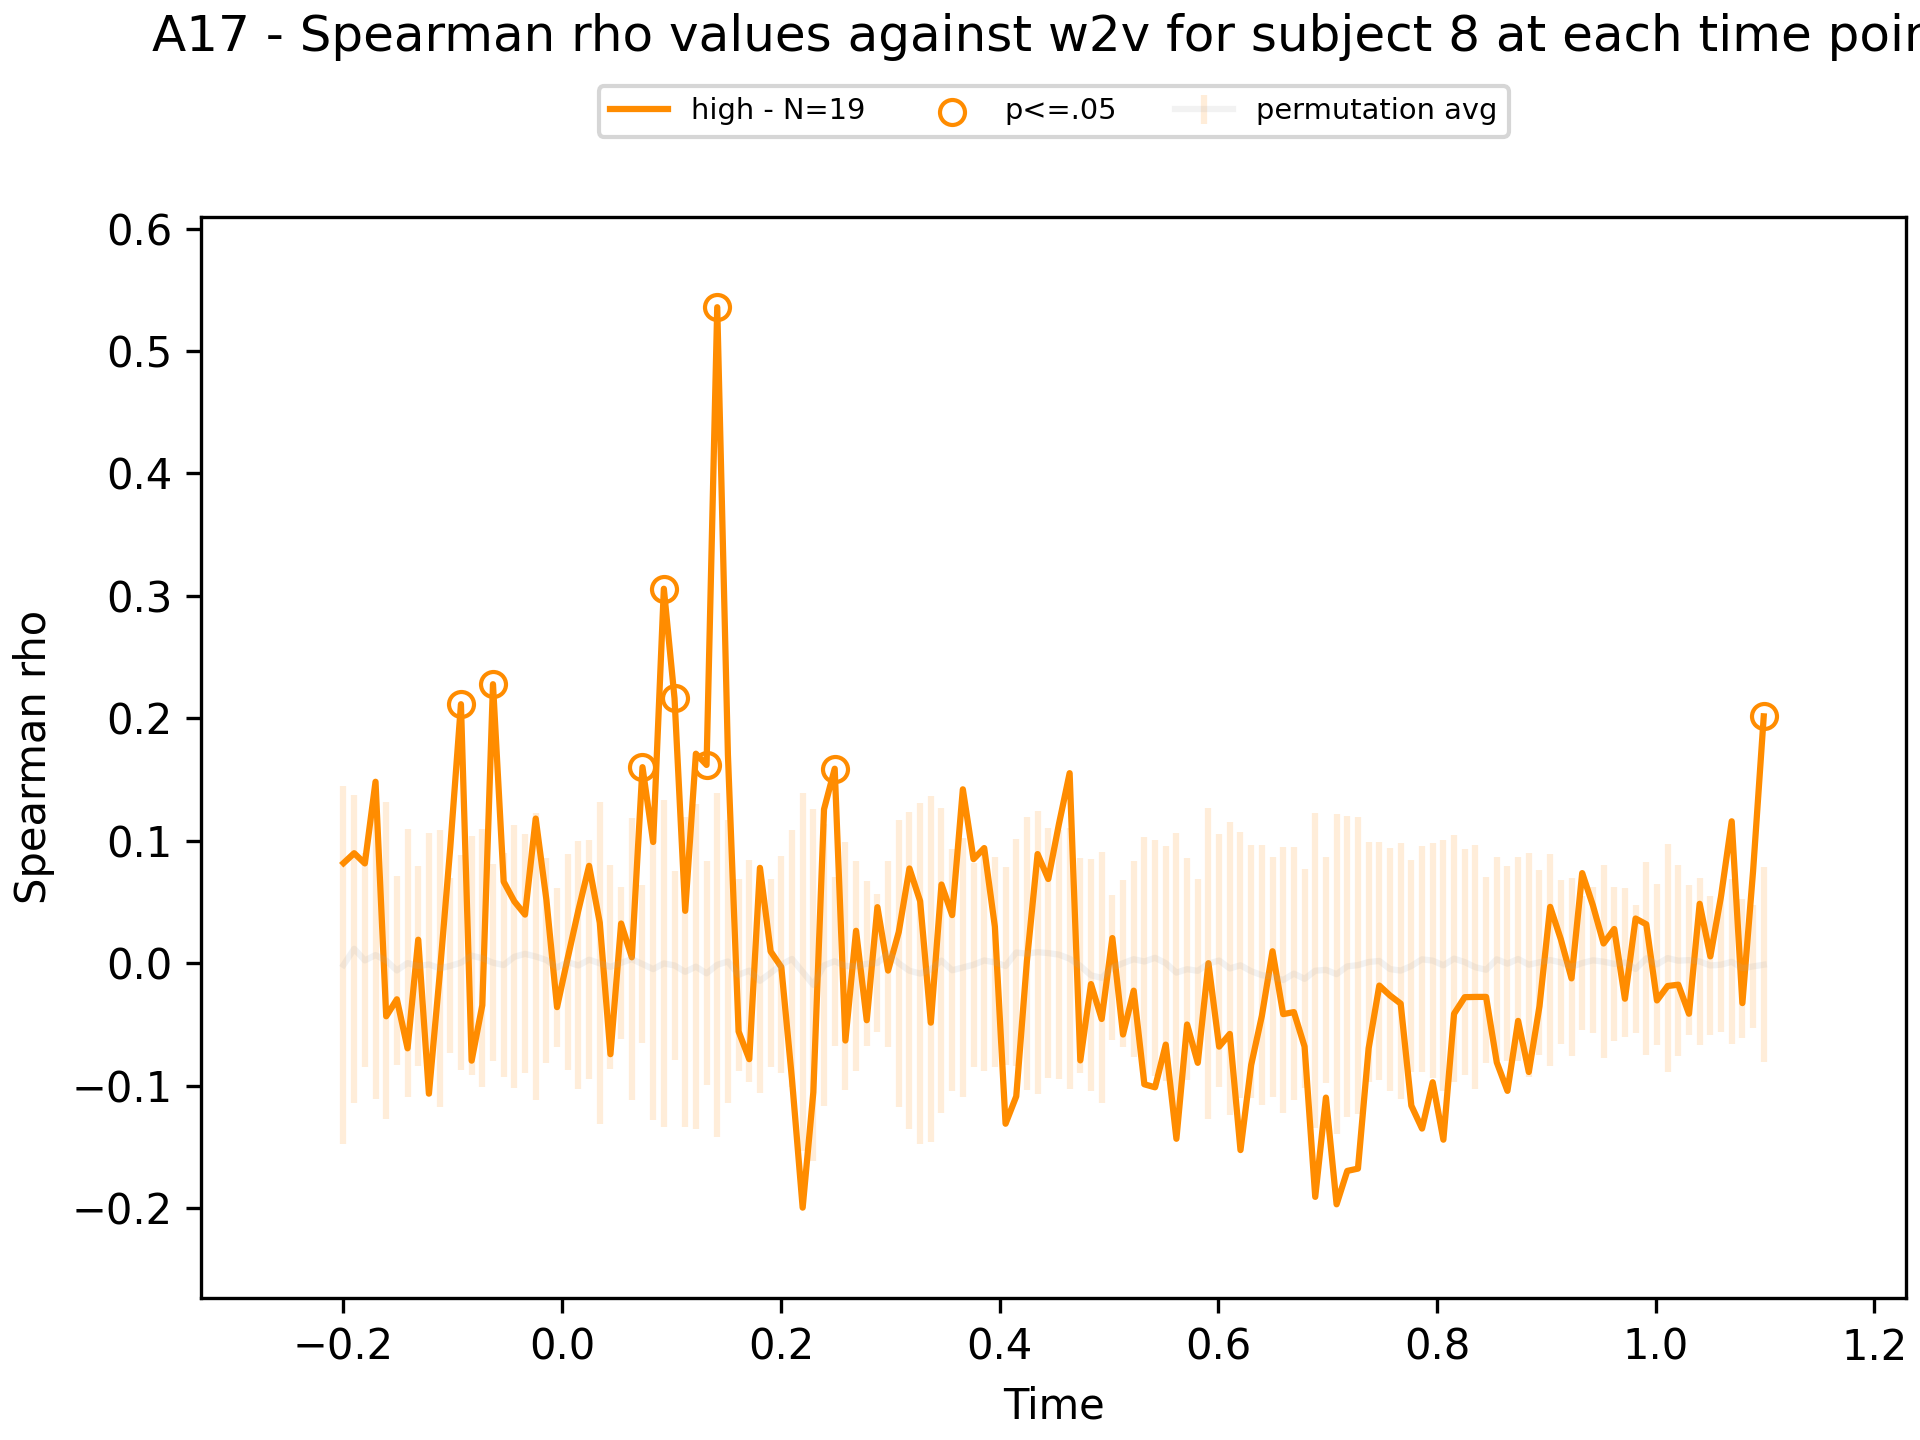 A17 - Spearman rho values against w2v for subject 8 at each time
high - N=19 p<=.05 permutation avg
0.6
0.5
0.4
0.3
0.2
0.1
0.0
−0.1
−0.2
Spearman rho
−0.2 0.0 0.2 0.4 0.6 0.8 1.0 1.2
Time